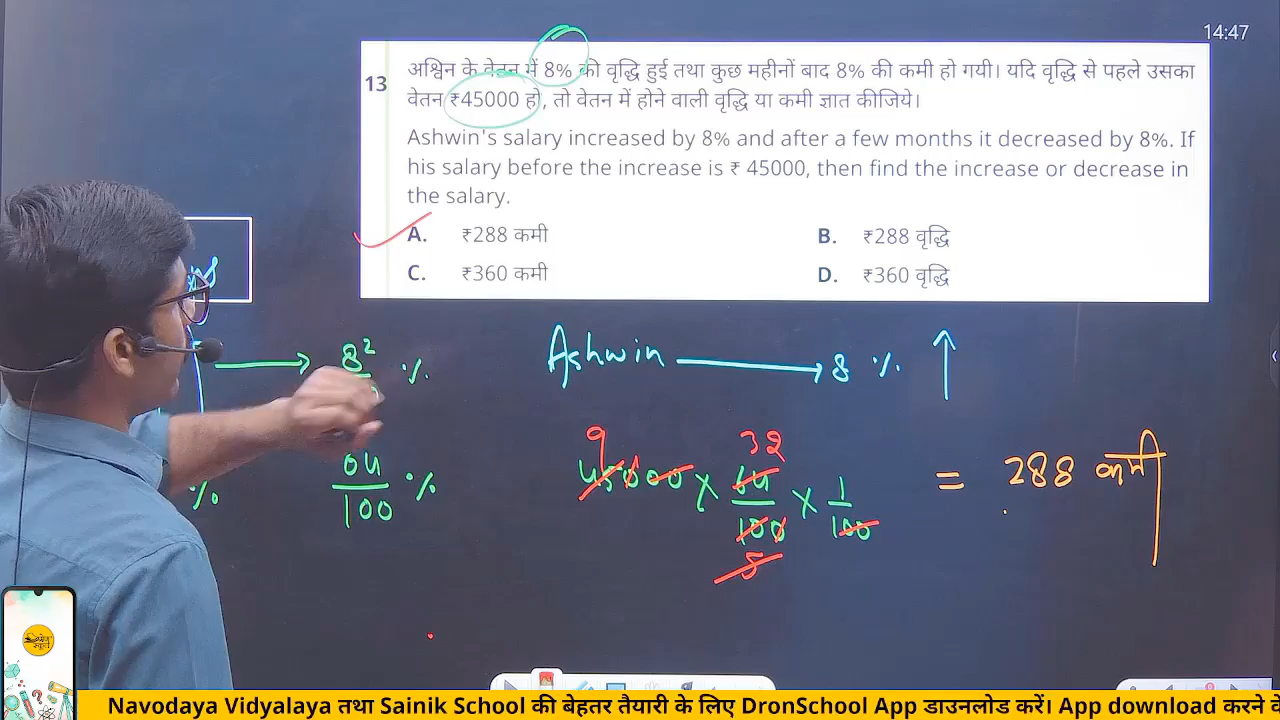 14:47
13
अश्विन के वेतन में 8% की वृद्धि हुई तथा कुछ महीनों बाद 8% की कमी हो गयी। यदि वृद्धि से पहले उसका
वेतन ₹45000 हो, तो वेतन में होने वाली वृद्धि या कमी ज्ञात कीजिये।
Ashwin's salary increased by 8% and after a few months it decreased by 8%. If
his salary before the increase is ₹ 45000, then find the increase or decrease in
the salary.
A. ₹288 कमी
B. ₹288 वृद्धि
C. ₹360 कमी
D. ₹360 वृद्धि
8² %
Ashwin 8 %
%
64/100 %
9 32
45000 × 64/100 × 1/100 = 288 कमी
5
Navodaya Vidyalaya तथा Sainik School की बेहतर तैयारी के लिए DronSchool App डाउनलोड करें। App download करने के